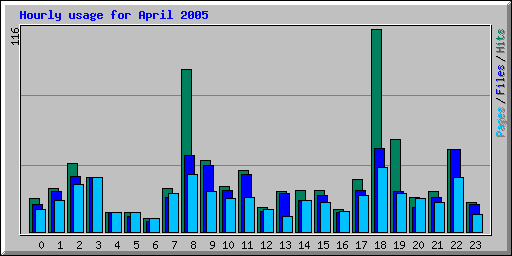 Hourly usage for April 2005
116
Pages/Files/Hits
0 1 2 3 4 5 6 7 8 9 10 11 12 13 14 15 16 17 18 19 20 21 22 23